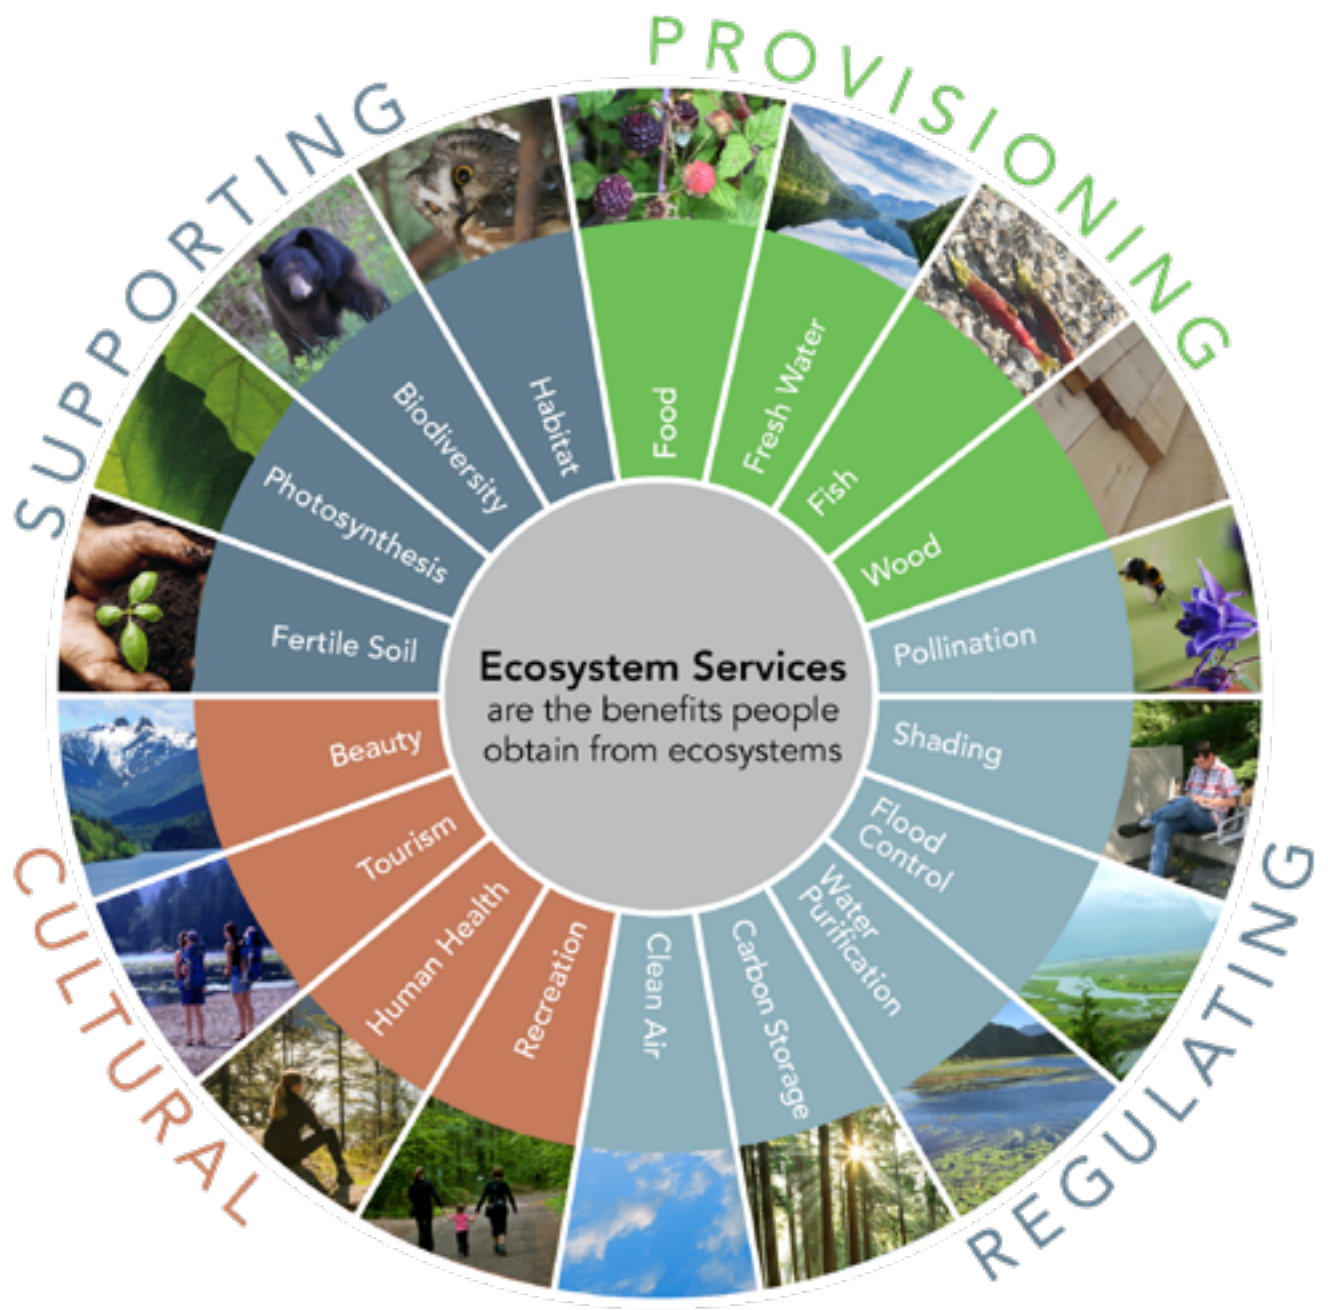 PROVISIONING
SUPPORTING
Habitat
Biodiversity
Photosynthesis
Fertile Soil
Food
Fresh Water
Fish
Wood
Pollination
Shading
Flood
Control
Water
Purification
Carbon Storage
Clean Air
Recreation
Human Health
Tourism
Beauty
Ecosystem Services
are the benefits people
obtain from ecosystems
CULTURAL
REGULATING